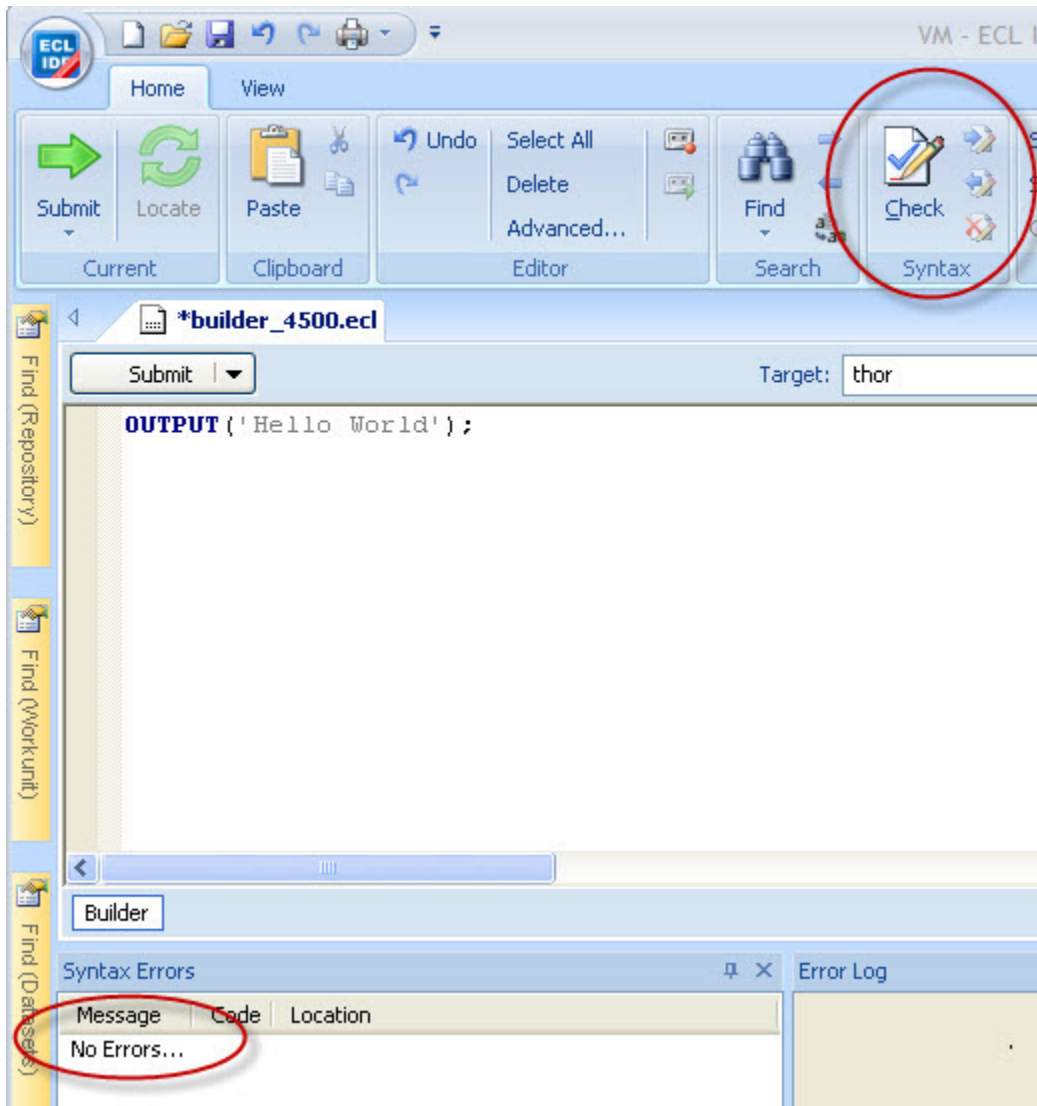 ECL
IDE
VM - ECL I
Home View
Submit
Locate
Paste
Undo
Select All
Delete
Advanced...
Find
Check
Current
Clipboard
Editor
Search
Syntax
*builder_4500.ecl
Submit
Target: thor
OUTPUT('Hello World');
Find (Repository)
Find (Workunit)
Find (Datasets)
Builder
Syntax Errors
Error Log
Message Code Location
No Errors...